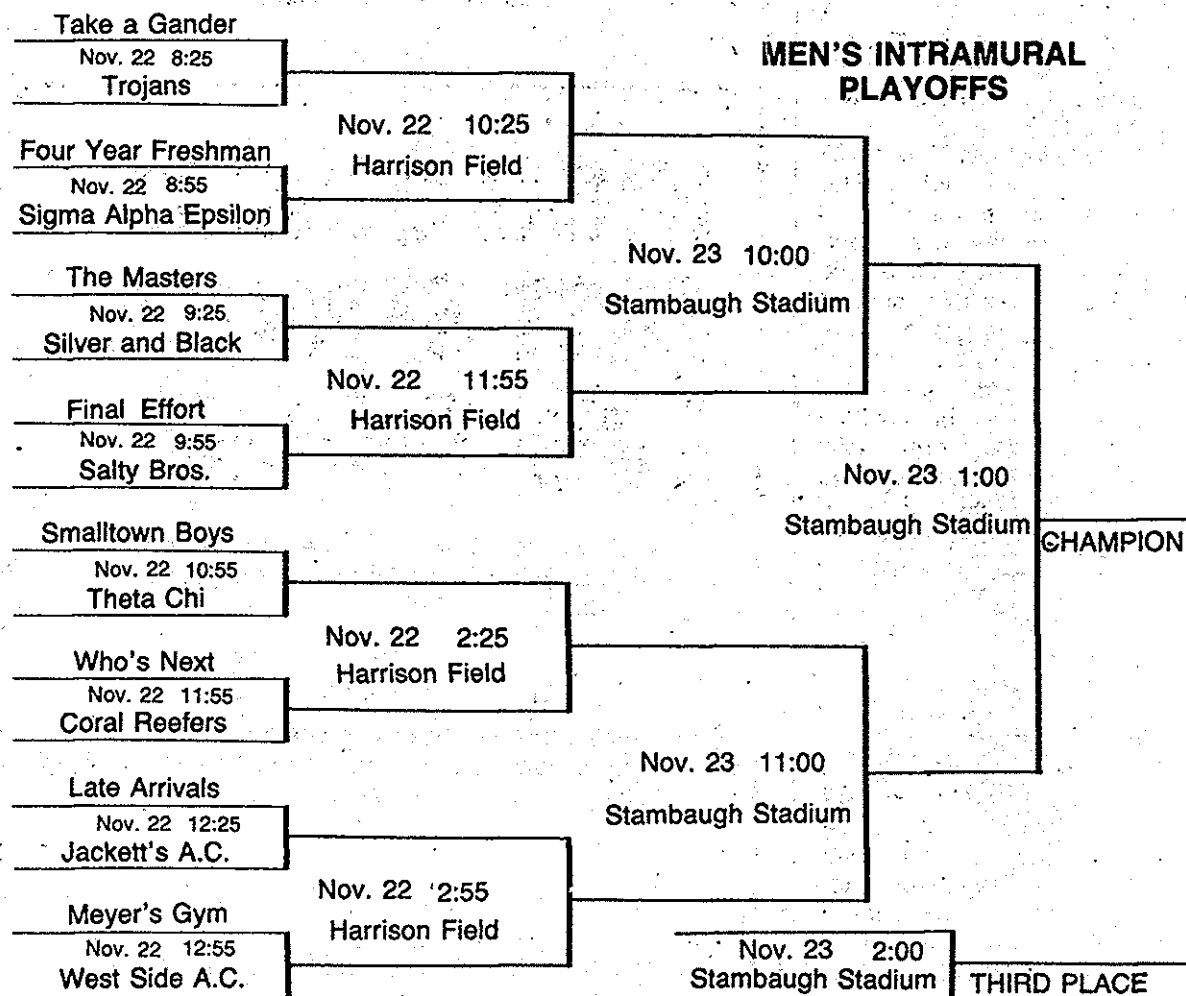 MEN'S INTRAMURAL
PLAYOFFS
Take a Gander
Nov. 22 8:25
Trojans
Nov. 22 10:25
Harrison Field
Four Year Freshman
Nov. 22 8:55
Sigma Alpha Epsilon
Nov. 23 10:00
Stambaugh Stadium
The Masters
Nov. 22 9:25
Silver and Black
Nov. 22 11:55
Harrison Field
Final Effort
Nov. 22 9:55
Salty Bros.
Nov. 23 1:00
Stambaugh Stadium
CHAMPION
Smalltown Boys
Nov. 22 10:55
Theta Chi
Nov. 22 2:25
Harrison Field
Who's Next
Nov. 22 11:55
Coral Reefers
Nov. 23 11:00
Stambaugh Stadium
Late Arrivals
Nov. 22 12:25
Jackett's A.C.
Nov. 22 2:55
Harrison Field
Meyer's Gym
Nov. 22 12:55
West Side A.C.
Nov. 23 2:00
Stambaugh Stadium
THIRD PLACE